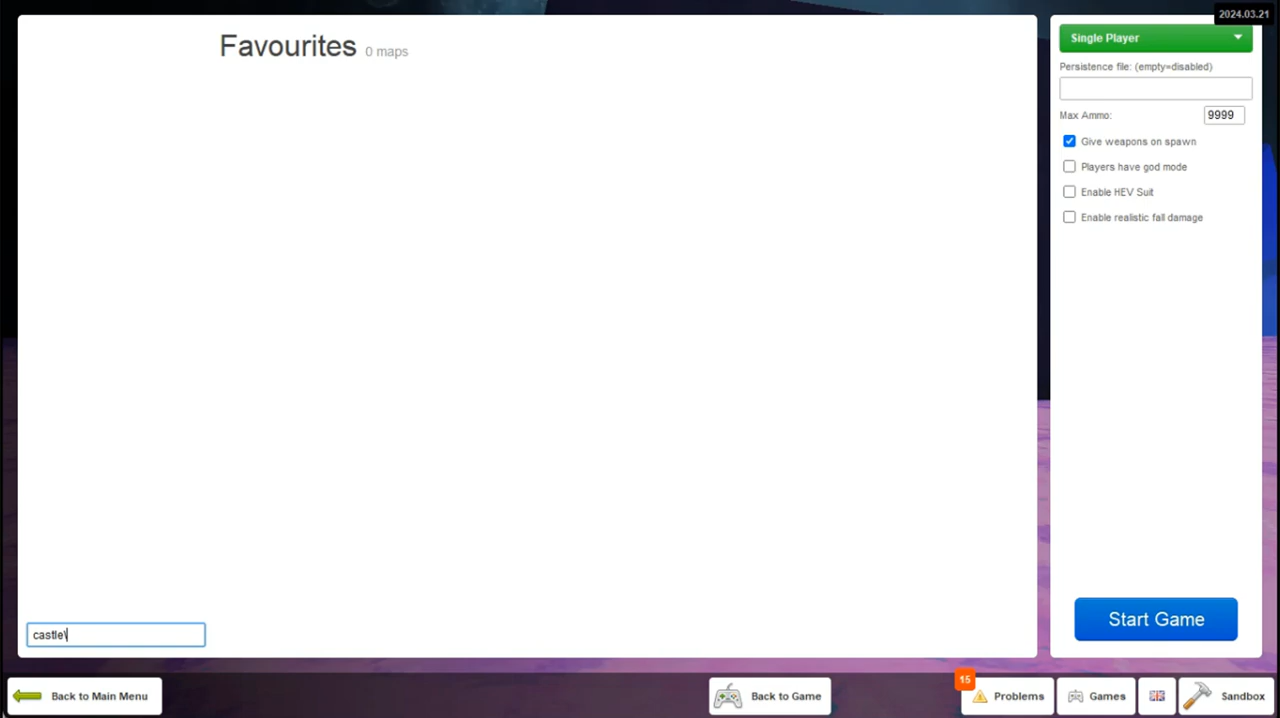 2024.03.21
Favourites 0 maps
Single Player
Persistence file: (empty=disabled)
Max Ammo: 9999
Give weapons on spawn
Players have god mode
Enable HEV Suit
Enable realistic fall damage
Start Game
castle\
Back to Main Menu
Back to Game
15
Problems
Games
Sandbox